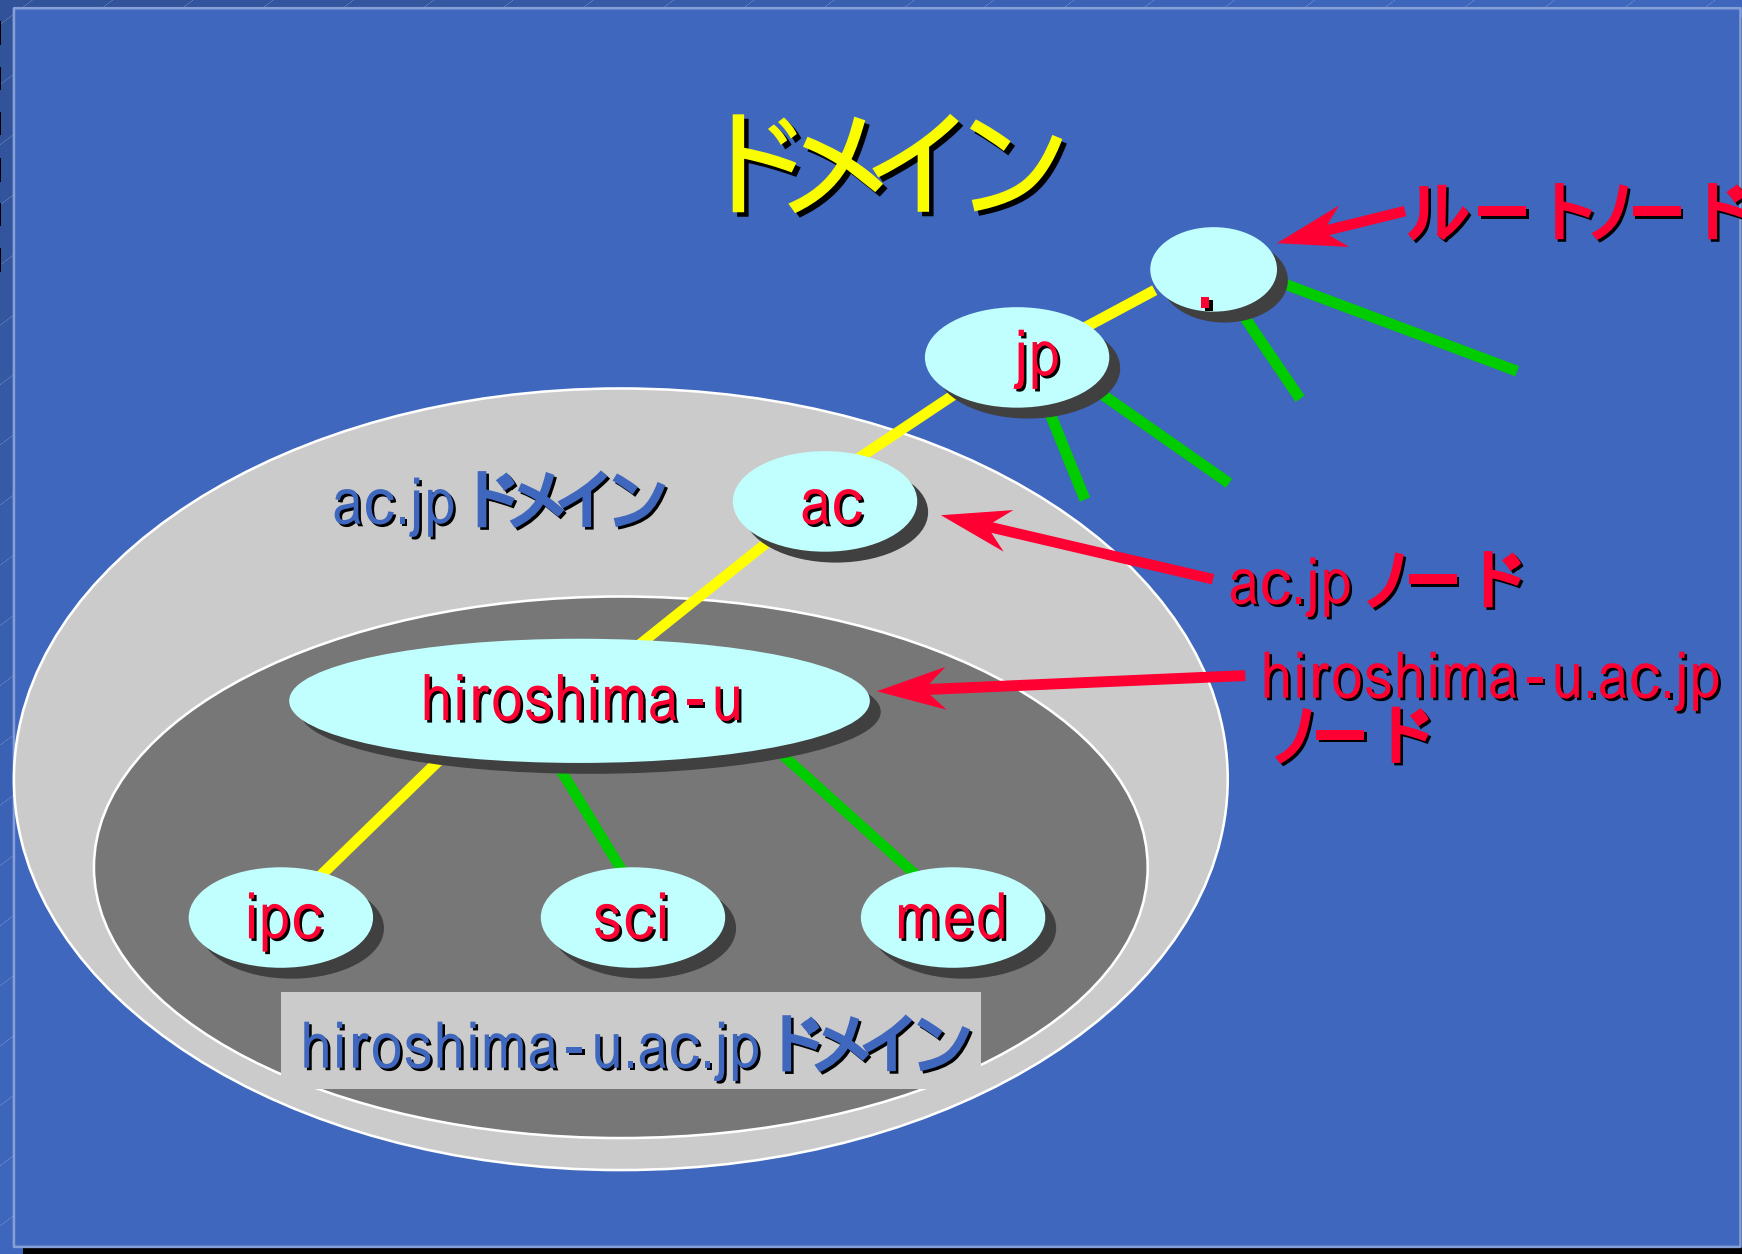 ドメイン
ルートノード
.
jp
ac.jp ドメイン
ac
ac.jp ノード
hiroshima-u
hiroshima-u.ac.jp
ノード
ipc
sci
med
hiroshima-u.ac.jp ドメイン